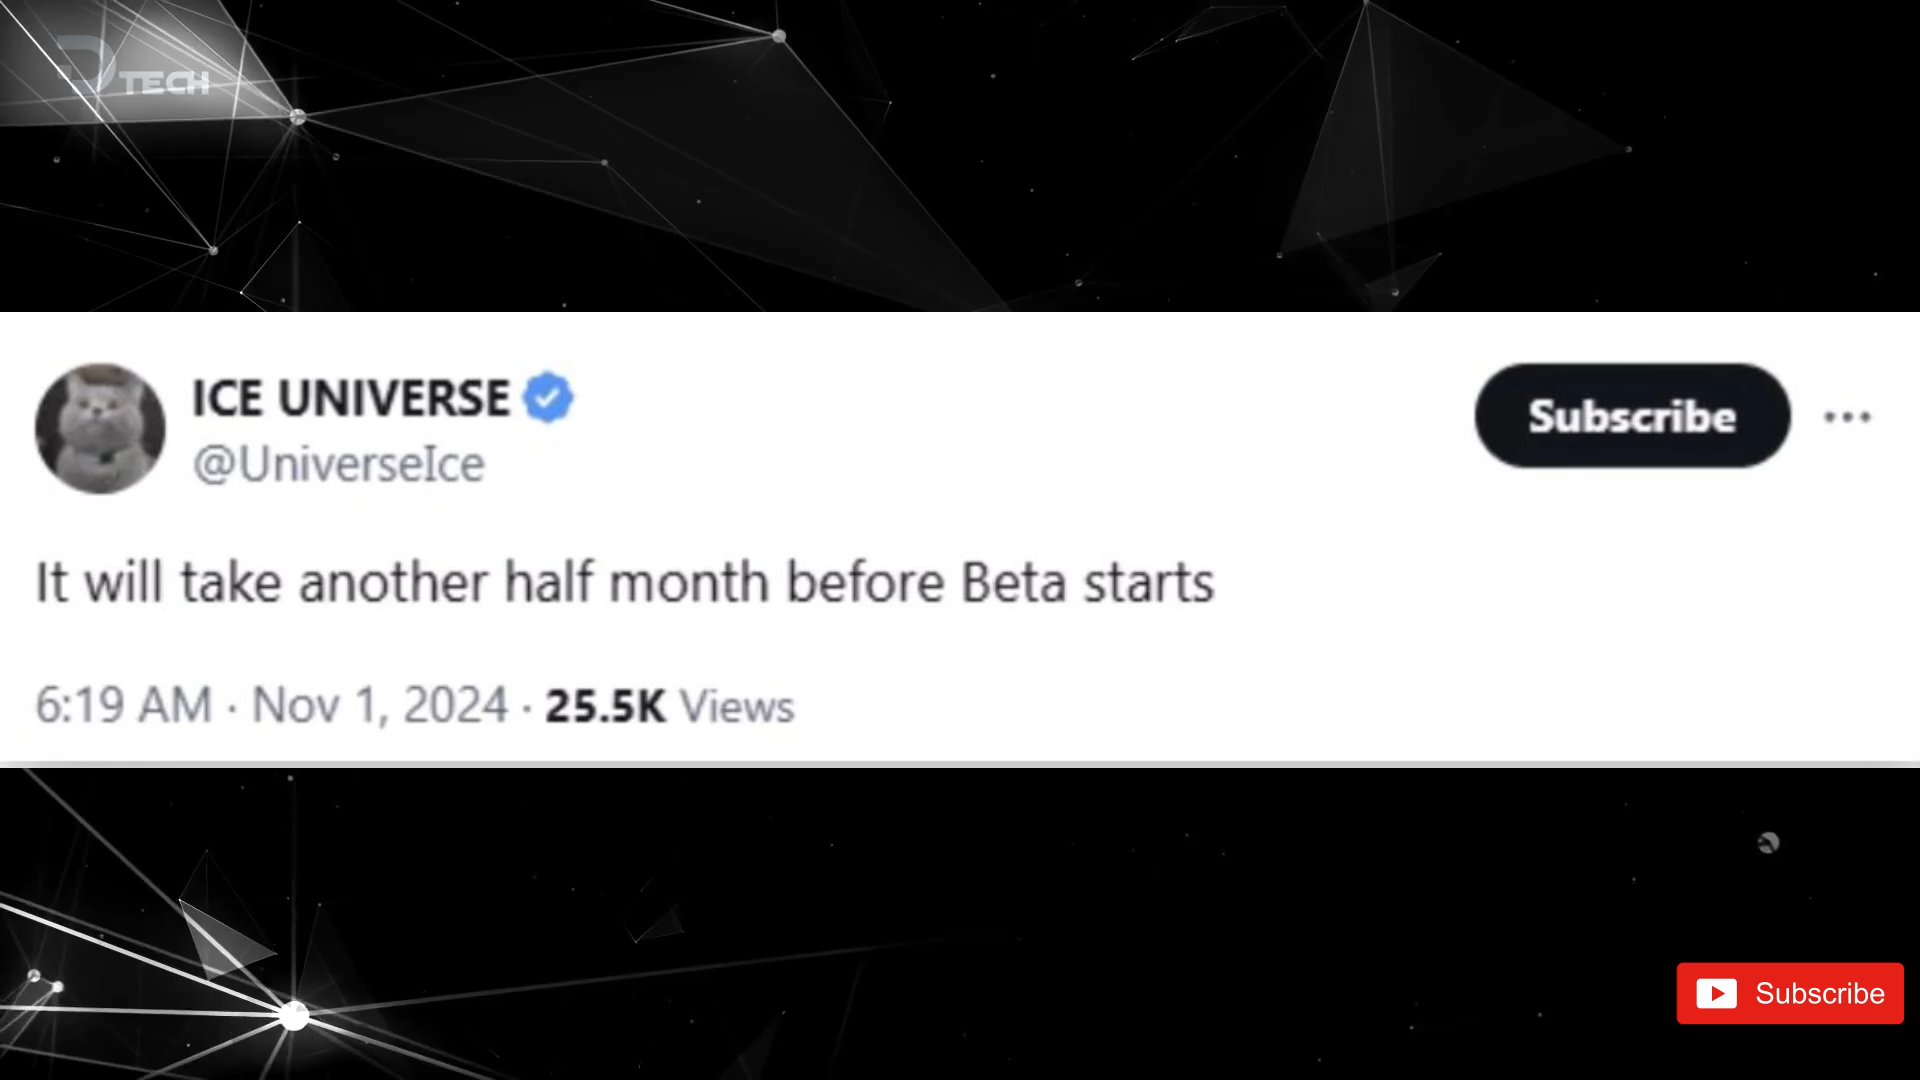 D TECH
ICE UNIVERSE
@UniverseIce
Subscribe
It will take another half month before Beta starts
6:19 AM · Nov 1, 2024 · 25.5K Views
Subscribe